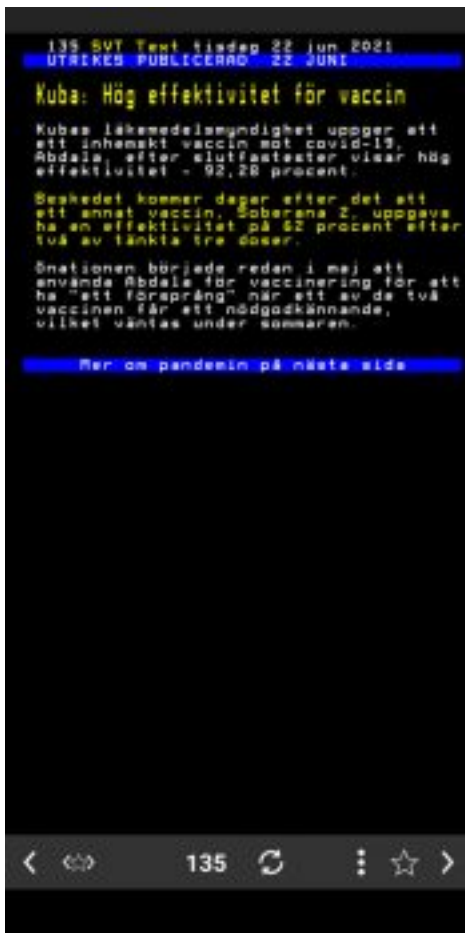 135 SVT Text tisdag 22 jun 2021
UTRIKES PUBLICERAD 22 JUNI
Kuba: Hög effektivitet för vaccin
Kubas läkemedelsmyndighet uppger att
ett inhemskt vaccin mot covid-19,
Abdala, efter slutfastester visar hög
effektivitet - 92,28 procent.
Beskedet kommer dagar efter det att
ett annat vaccin, Soberana 2, uppgavs
ha en effektivitet på 62 procent efter
två av tänkta tre doser.
Önationen började redan i maj att
använda Abdala för vaccinering för att
ha "ett försprång" när ett av de två
vaccinen får ett nödgodkännande,
vilket väntas under sommaren.
Mer om pandemin på nästa sida
135